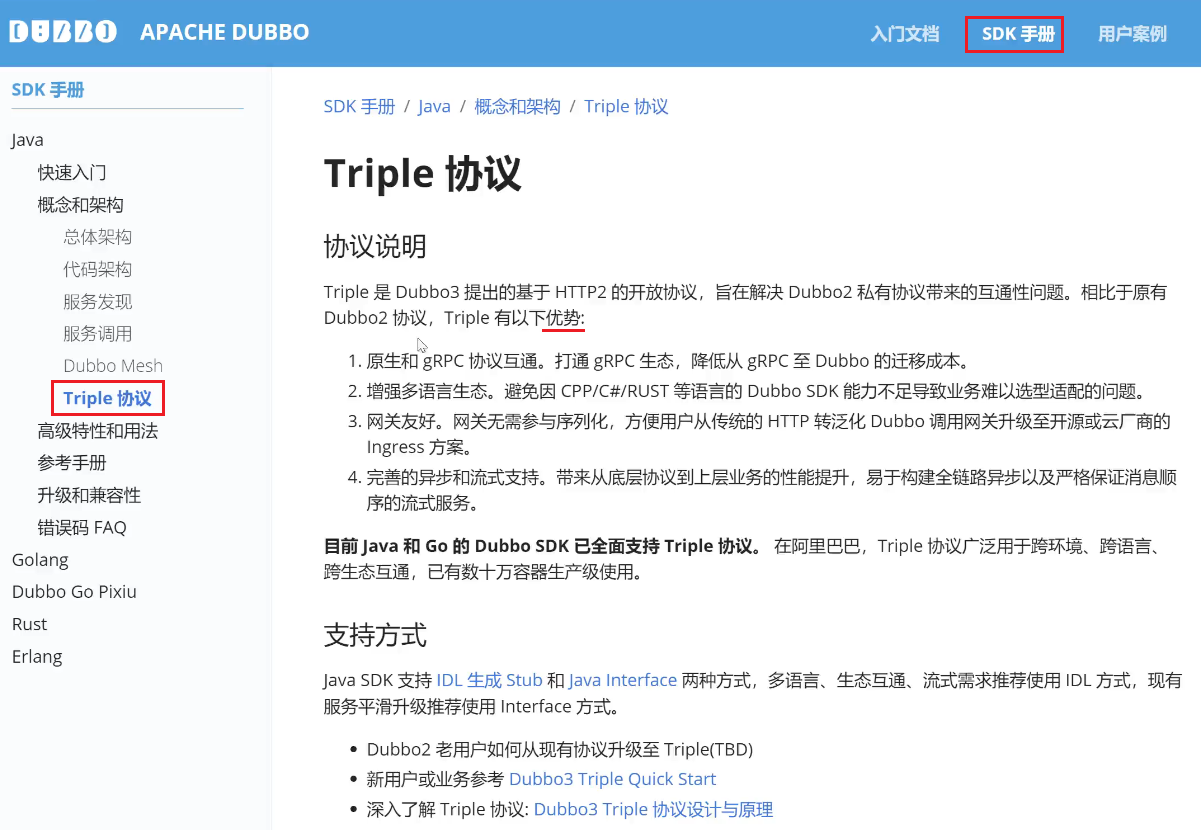 DUBBO APACHE DUBBO 入门文档 SDK 手册 用户案例
SDK 手册
Java
快速入门
概念和架构
总体架构
代码架构
服务发现
服务调用
Dubbo Mesh
Triple 协议
高级特性和用法
参考手册
升级和兼容性
错误码 FAQ
Golang
Dubbo Go Pixiu
Rust
Erlang
SDK 手册 / Java / 概念和架构 / Triple 协议
Triple 协议
协议说明
Triple 是 Dubbo3 提出的基于 HTTP2 的开放协议，旨在解决 Dubbo2 私有协议带来的互通性问题。相比于原有
Dubbo2 协议，Triple 有以下优势:
1. 原生和 gRPC 协议互通。打通 gRPC 生态，降低从 gRPC 至 Dubbo 的迁移成本。
2. 增强多语言生态。避免因 CPP/C#/RUST 等语言的 Dubbo SDK 能力不足导致业务难以选型适配的问题。
3. 网关友好。网关无需参与序列化，方便用户从传统的 HTTP 转泛化 Dubbo 调用网关升级至开源或云厂商的
Ingress 方案。
4. 完善的异步和流式支持。带来从底层协议到上层业务的性能提升，易于构建全链路异步以及严格保证消息顺
序的流式服务。
目前 Java 和 Go 的 Dubbo SDK 已全面支持 Triple 协议。 在阿里巴巴，Triple 协议广泛用于跨环境、跨语言、
跨生态互通，已有数十万容器生产级使用。
支持方式
Java SDK 支持 IDL 生成 Stub 和 Java Interface 两种方式，多语言、生态互通、流式需求推荐使用 IDL 方式，现有
服务平滑升级推荐使用 Interface 方式。
• Dubbo2 老用户如何从现有协议升级至 Triple(TBD)
• 新用户或业务参考 Dubbo3 Triple Quick Start
• 深入了解 Triple 协议: Dubbo3 Triple 协议设计与原理